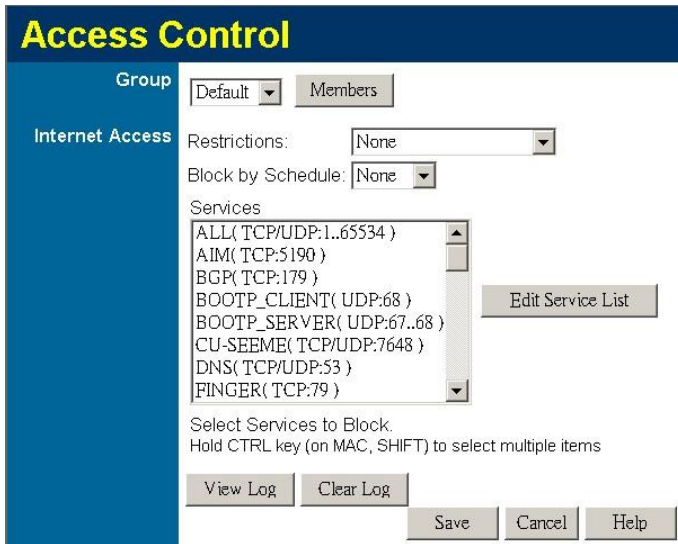 Access Control
Group
Default
Members
Internet Access
Restrictions:
None
Block by Schedule:
None
Services
ALL( TCP/UDP:1..65534 )
AIM( TCP:5190 )
BGP( TCP:179 )
BOOTP_CLIENT( UDP:68 )
BOOTP_SERVER( UDP:67..68 )
CU-SEEME( TCP/UDP:7648 )
DNS( TCP/UDP:53 )
FINGER( TCP:79 )
Edit Service List
Select Services to Block.
Hold CTRL key (on MAC, SHIFT) to select multiple items
View Log
Clear Log
Save
Cancel
Help